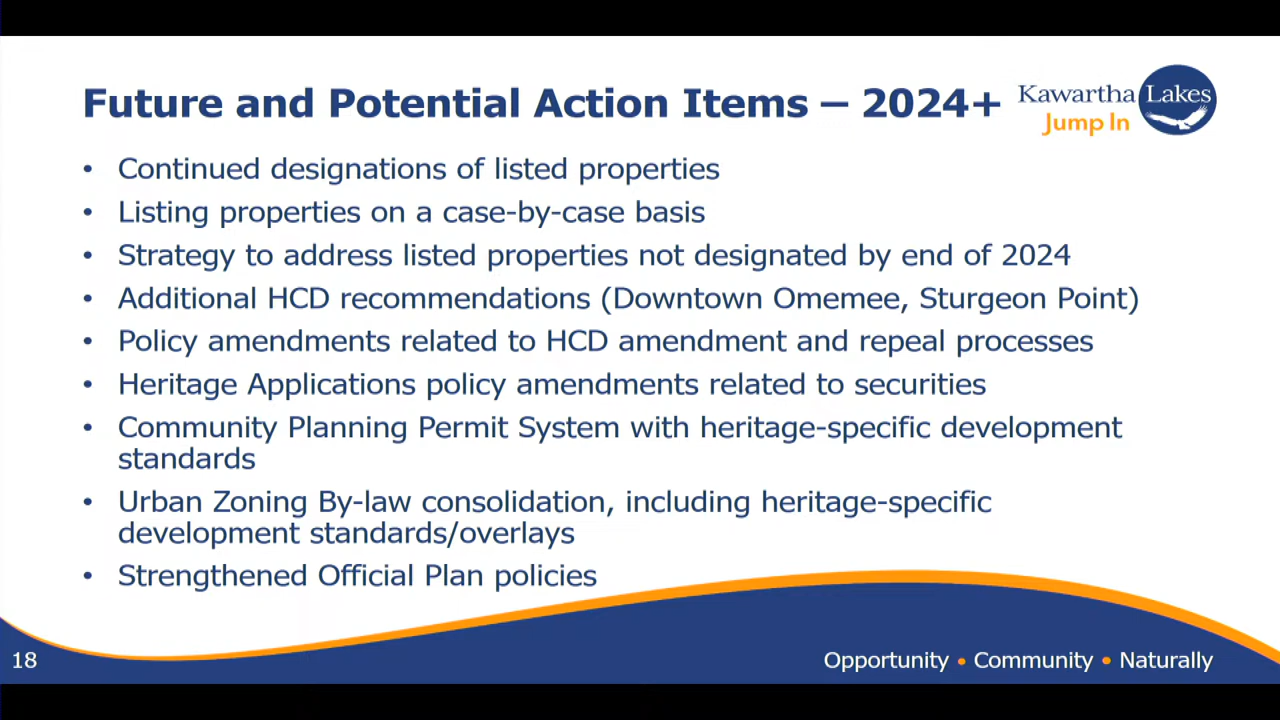 Future and Potential Action Items – 2024+
Kawartha Lakes
Jump In
• Continued designations of listed properties
• Listing properties on a case-by-case basis
• Strategy to address listed properties not designated by end of 2024
• Additional HCD recommendations (Downtown Omemee, Sturgeon Point)
• Policy amendments related to HCD amendment and repeal processes
• Heritage Applications policy amendments related to securities
• Community Planning Permit System with heritage-specific development
standards
• Urban Zoning By-law consolidation, including heritage-specific
development standards/overlays
• Strengthened Official Plan policies
18
Opportunity • Community • Naturally